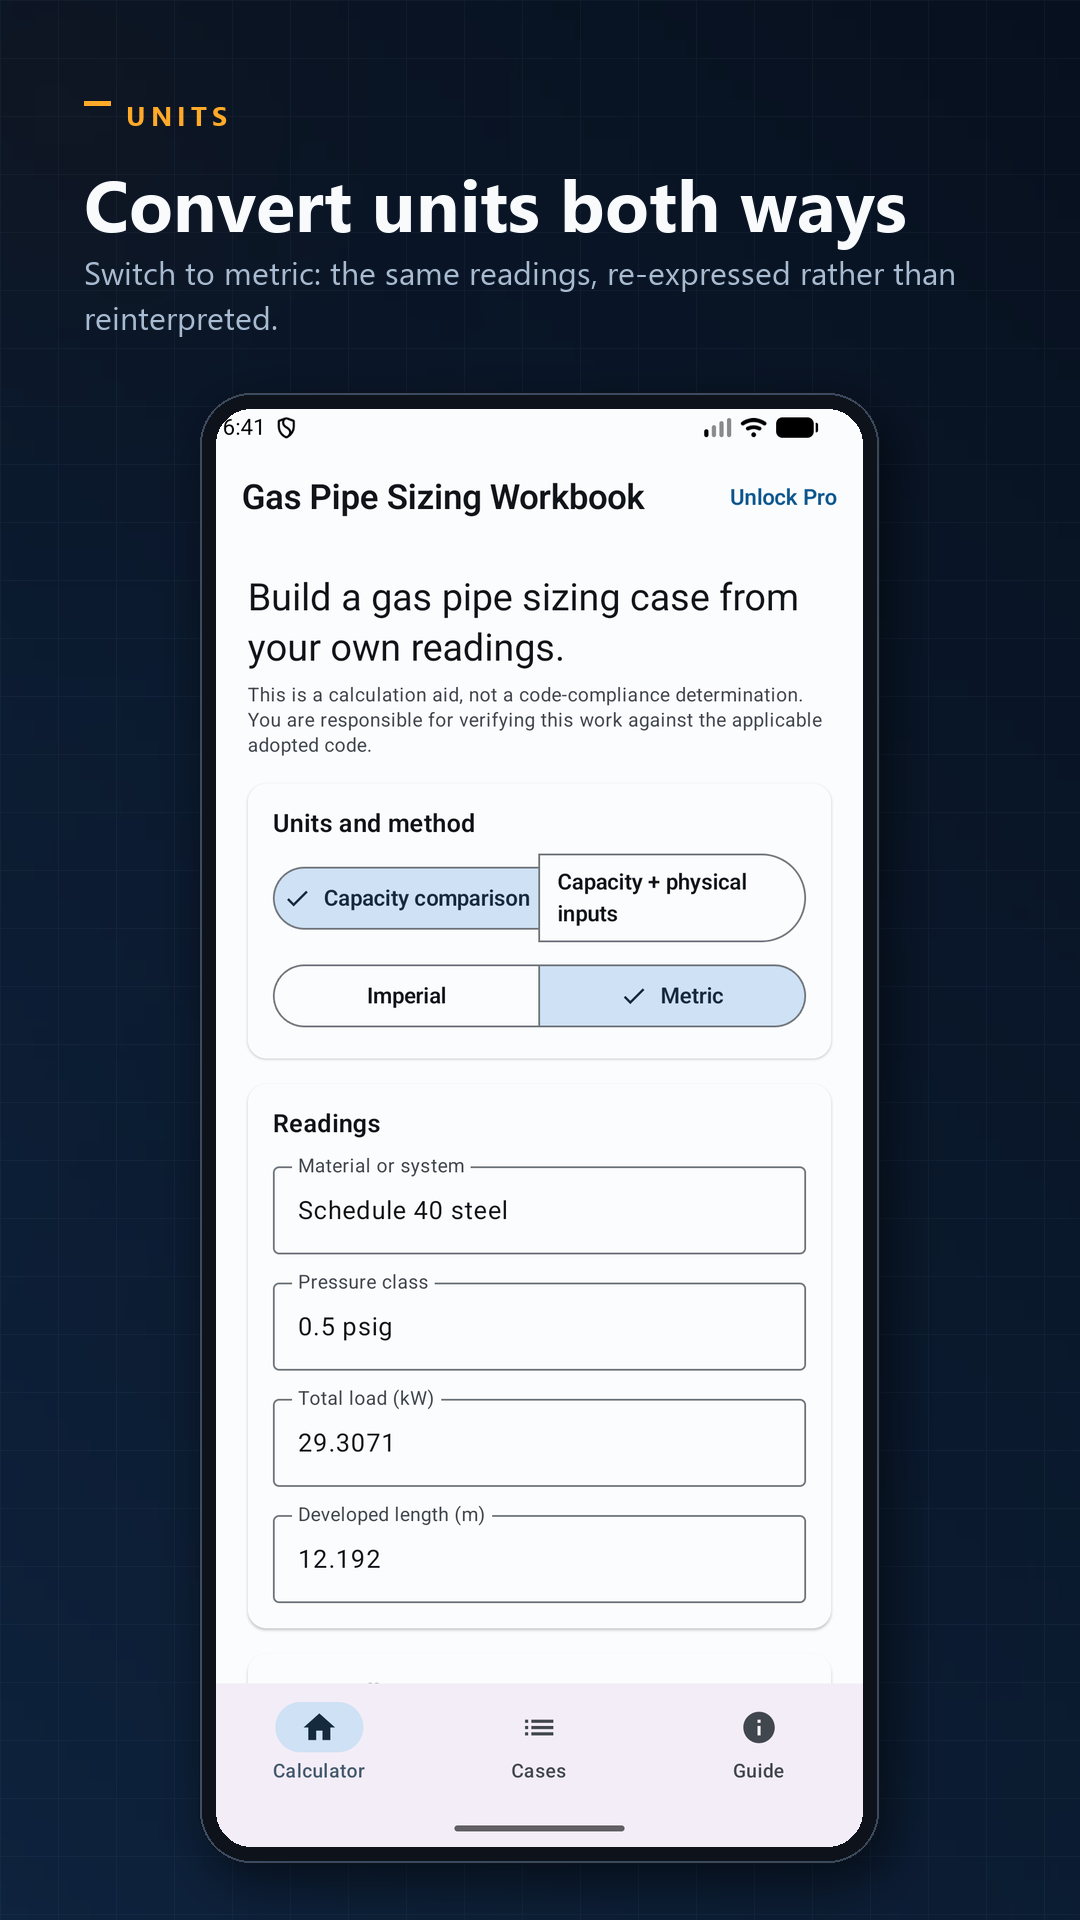 UNITS
Convert units both ways
Switch to metric: the same readings, re-expressed rather than
reinterpreted.
6:41
Gas Pipe Sizing Workbook
Unlock Pro
Build a gas pipe sizing case from
your own readings.
This is a calculation aid, not a code-compliance determination.
You are responsible for verifying this work against the applicable
adopted code.
Units and method
Capacity comparison
Capacity + physical
inputs
Imperial
Metric
Readings
Material or system
Schedule 40 steel
Pressure class
0.5 psig
Total load (kW)
29.3071
Developed length (m)
12.192
Calculator
Cases
Guide